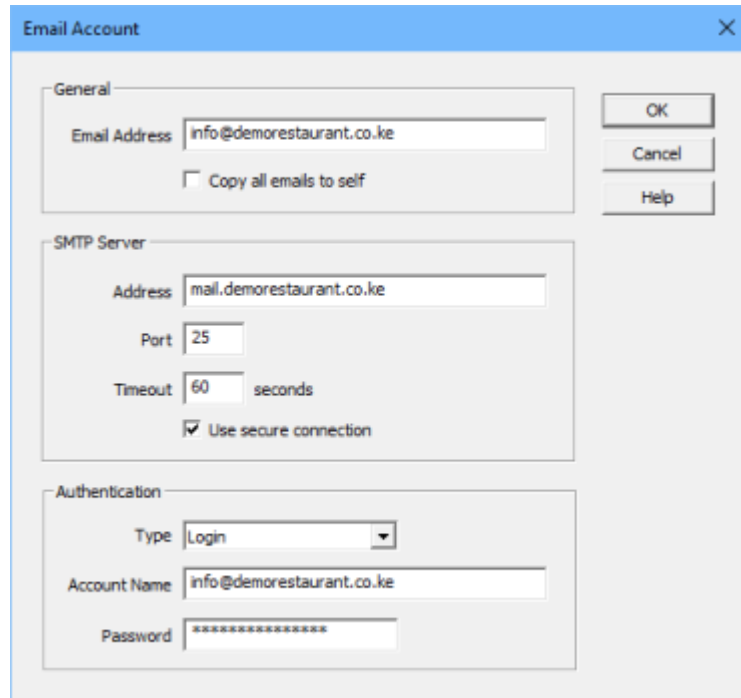 Email Account
General
OK
Email Address info@demorestaurant.co.ke
Cancel
Copy all emails to self
Help
SMTP Server
Address mail.demorestaurant.co.ke
Port 25
Timeout 60 seconds
Use secure connection
Authentication
Type Login
Account Name info@demorestaurant.co.ke
Password ***************